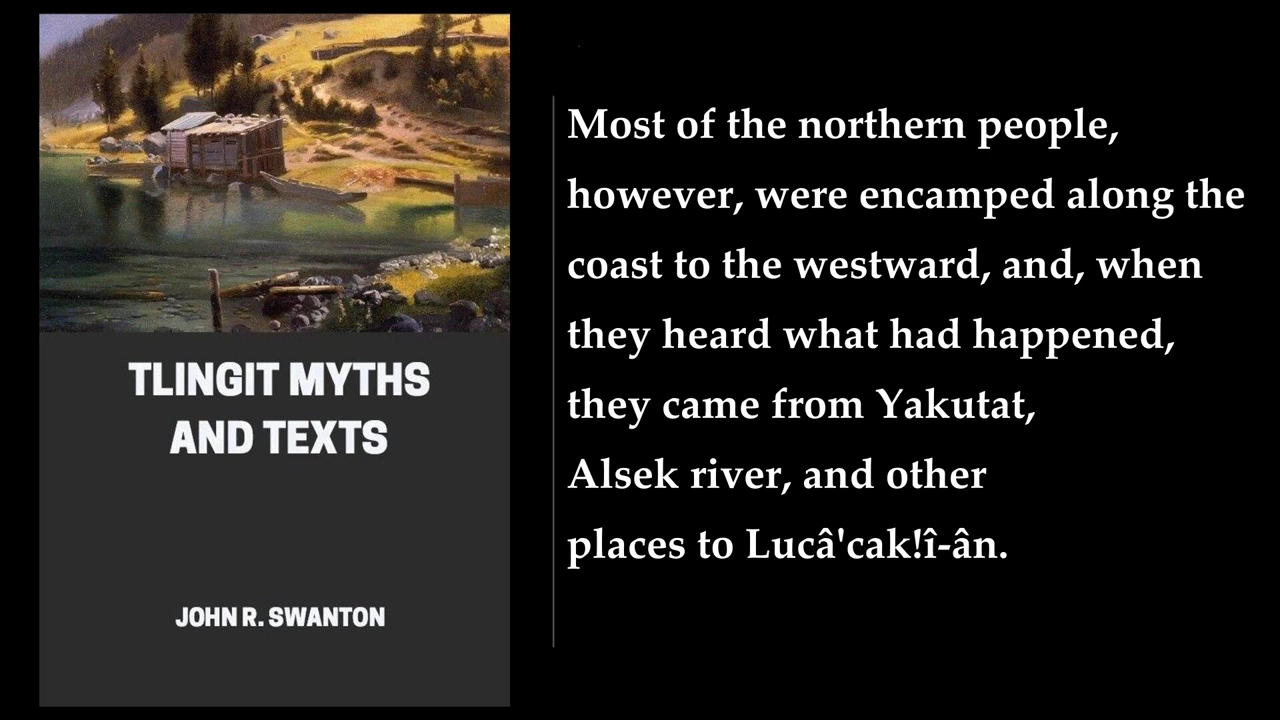 TLINGIT MYTHS
AND TEXTS
JOHN R. SWANTON
Most of the northern people,
however, were encamped along the
coast to the westward, and, when
they heard what had happened,
they came from Yakutat,
Alsek river, and other
places to Lucâ'cak!î-ân.